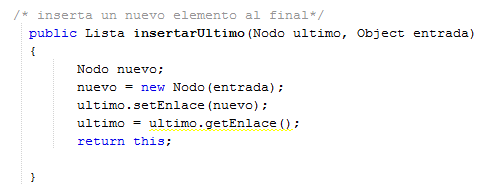 /* inserta un nuevo elemento al final*/
public Lista insertarUltimo(Nodo ultimo, Object entrada)
{
Nodo nuevo;
nuevo = new Nodo(entrada);
ultimo.setEnlace(nuevo);
ultimo = ultimo.getEnlace();
return this;
}